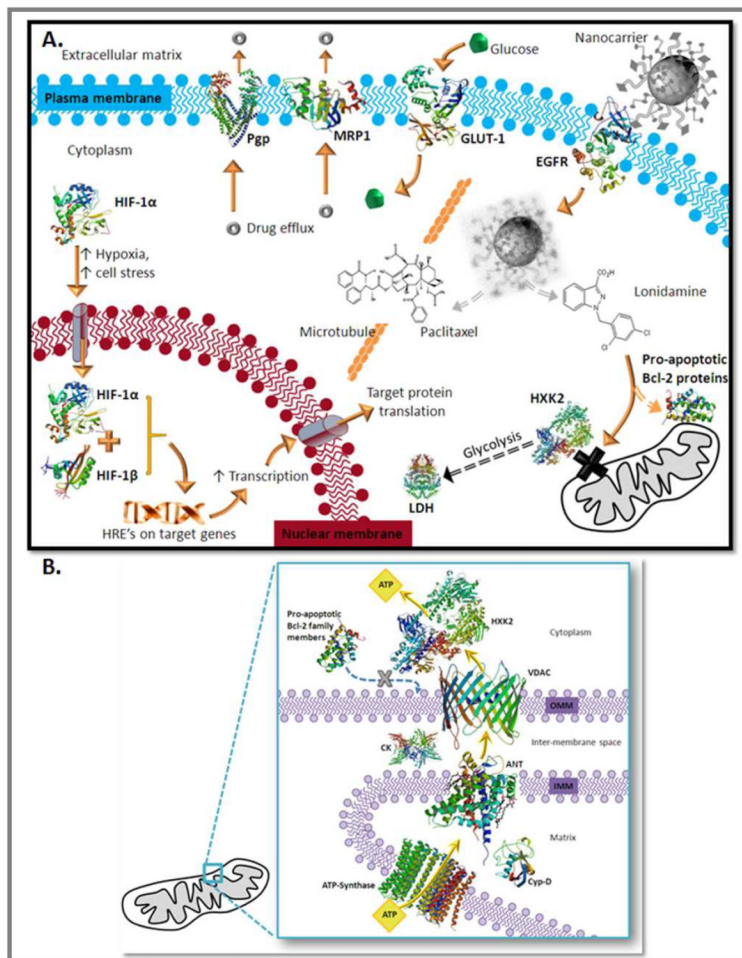 A.
Extracellular matrix
Glucose
Nanocarrier
Plasma membrane
Pgp
MRP1
GLUT-1
EGFR
Cytoplasm
HIF-1α
Drug efflux
↑ Hypoxia,
↑ cell stress
CO₂H
N
N
Cl
Cl
Lonidamine
Microtubule
Paclitaxel
Pro-apoptotic
Bcl-2 proteins
HIF-1α
HIF-1β
Target protein
translation
HXK2
Glycolysis
↑ Transcription
LDH
HRE's on target genes
Nuclear membrane
B.
ATP
Pro-apoptotic
Bcl-2 family
members
HXK2
Cytoplasm
X
VDAC
OMM
CK
Inter-membrane space
ANT
IMM
Matrix
ATP-Synthase
Cyp-D
ATP